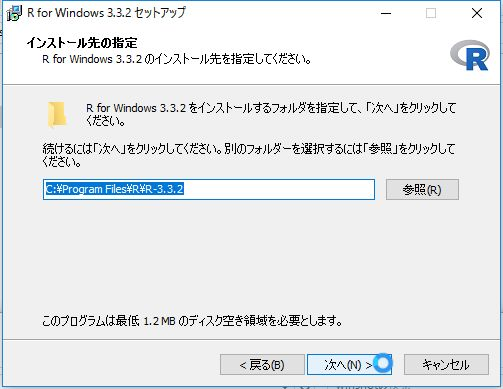 R for Windows 3.3.2 セットアップ
インストール先の指定
R for Windows 3.3.2 のインストール先を指定してください。
R
R for Windows 3.3.2 をインストールするフォルダを指定して、「次へ」をクリックして
ください。
続けるには「次へ」をクリックしてください。別のフォルダーを選択するには「参照」をクリックして
ください。
C:¥Program Files¥R¥R-3.3.2
参照(R)
このプログラムは最低 1.2 MB のディスク空き領域を必要とします。
< 戻る(B)
次へ(N) >
キャンセル